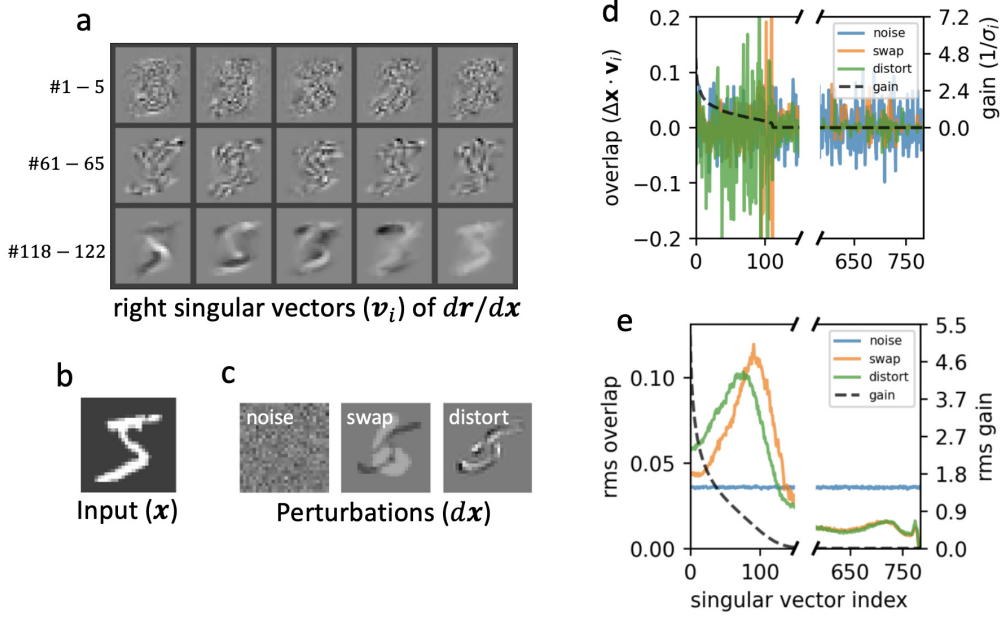 a
#1 − 5
#61 − 65
#118 − 122
right singular vectors (𝒗ᵢ) of d𝒓/d𝒙
b
Input (𝒙)
c
noise
swap
distort
Perturbations (d𝒙)
d
0.2
0.1
0.0
−0.1
−0.2
overlap (Δ𝐱 · 𝐯ᵢ)
noise
swap
distort
gain
7.2
4.8
2.4
0.0
gain (1/σᵢ)
0 100 650 750
e
0.10
0.05
0.00
rms overlap
noise
swap
distort
gain
5.5
4.6
3.7
2.7
1.8
0.9
0.0
rms gain
0 100 650 750
singular vector index